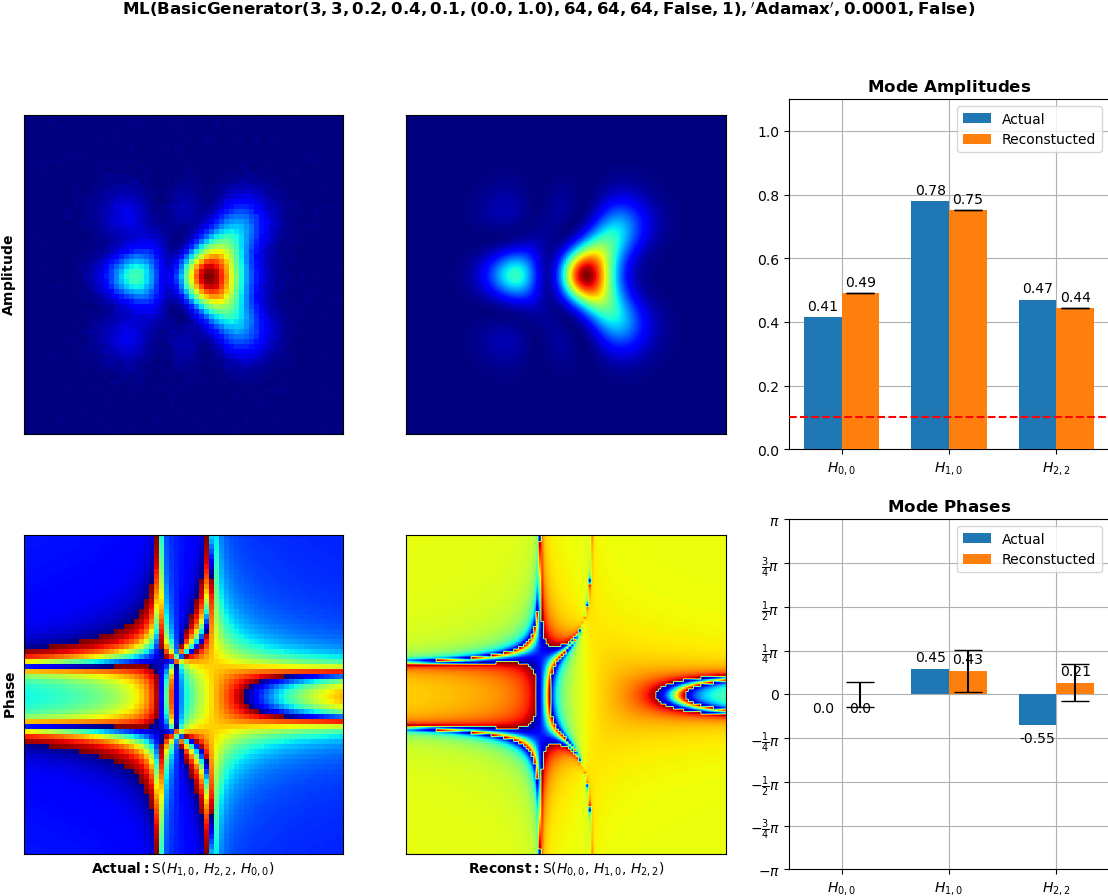 ML(BasicGenerator(3, 3, 0.2, 0.4, 0.1, (0.0, 1.0), 64, 64, 64, False, 1), 'Adamax', 0.0001, False)
Amplitude
Mode Amplitudes
Actual
Reconstucted
1.0
0.8
0.6
0.4
0.2
0.0
0.41
0.49
0.78
0.75
0.47
0.44
H0,0
H1,0
H2,2
Phase
Actual: S(H1,0, H2,2, H0,0)
Reconst: S(H0,0, H1,0, H2,2)
Mode Phases
Actual
Reconstucted
π
3/4π
1/2π
1/4π
0
−1/4π
−1/2π
−3/4π
−π
0.0
0.0
0.45
0.43
-0.55
0.21
H0,0
H1,0
H2,2